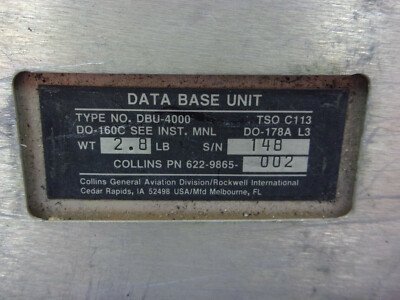 DATA BASE UNIT
TYPE NO. DBU-4000 TSO C113
DO-160C SEE INST. MNL DO-178A L3
WT 2.8 LB S/N 148
COLLINS PN 622-9865- 002
Collins General Aviation Division/Rockwell International
Cedar Rapids, IA 52498 USA/Mfd Melbourne, FL